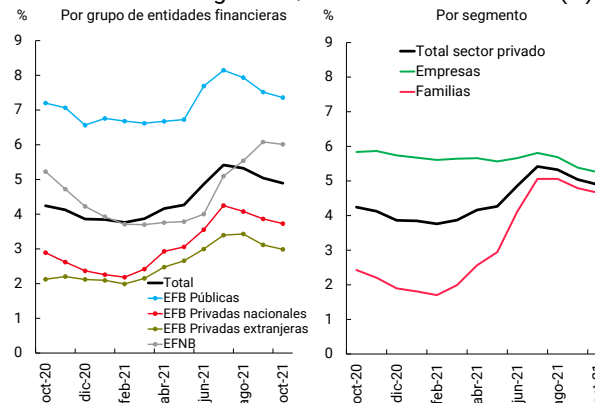 % Por grupo de entidades financieras
9
8
7
6
5
4
3
2
1
0
Total
EFB Públicas
EFB Privadas nacionales
EFB Privadas extranjeras
EFNB
oct-20
dic-20
feb-21
abr-21
jun-21
ago-21
oct-21
% Por segmento
9
8
7
6
5
4
3
2
1
0
Total sector privado
Empresas
Familias
oct-20
dic-20
feb-21
abr-21
jun-21
ago-21